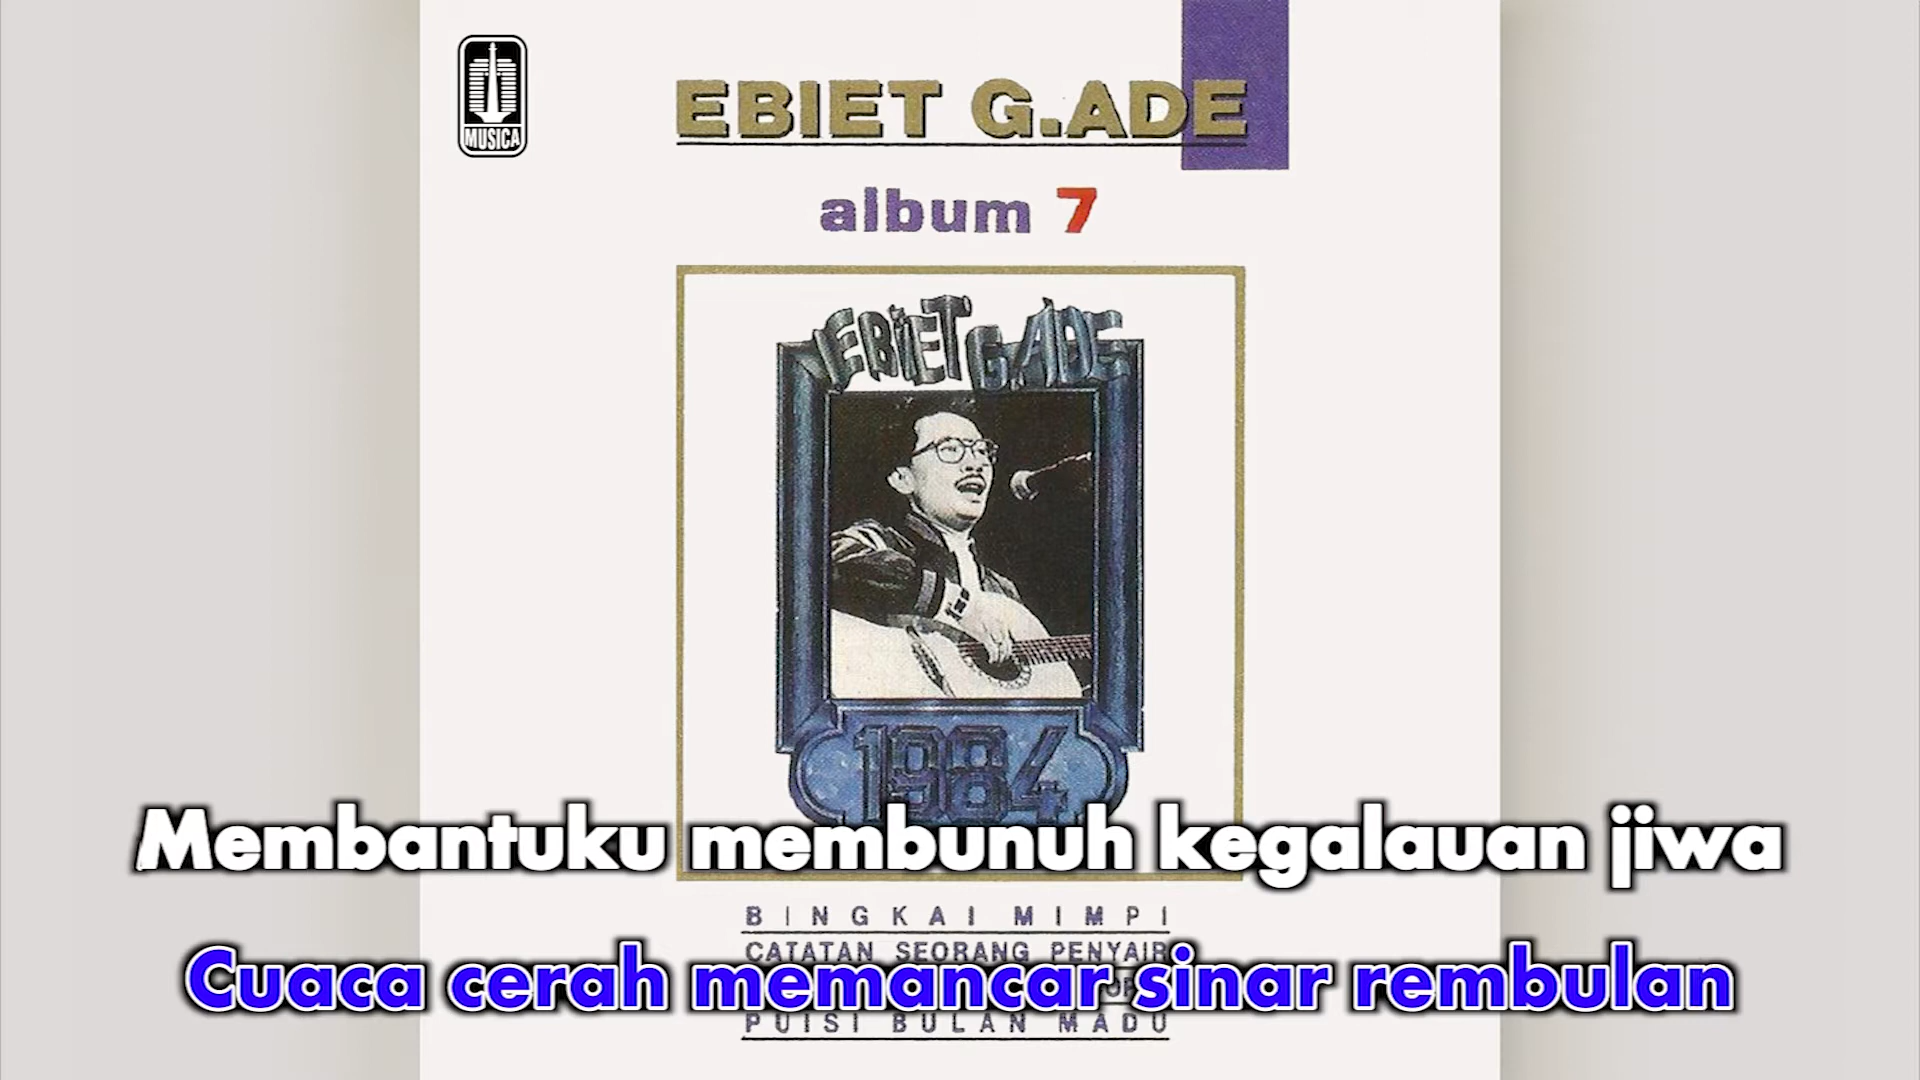 MUSICA
EBIET G.ADE
album 7
EBIET G.ADE
1984
Membantuku membunuh kegalauan jiwa
BINGKAI MIMPI
CATATAN SEORANG PENYAIR
Cuaca cerah memancar sinar rembulan
PUISI BULAN MADU